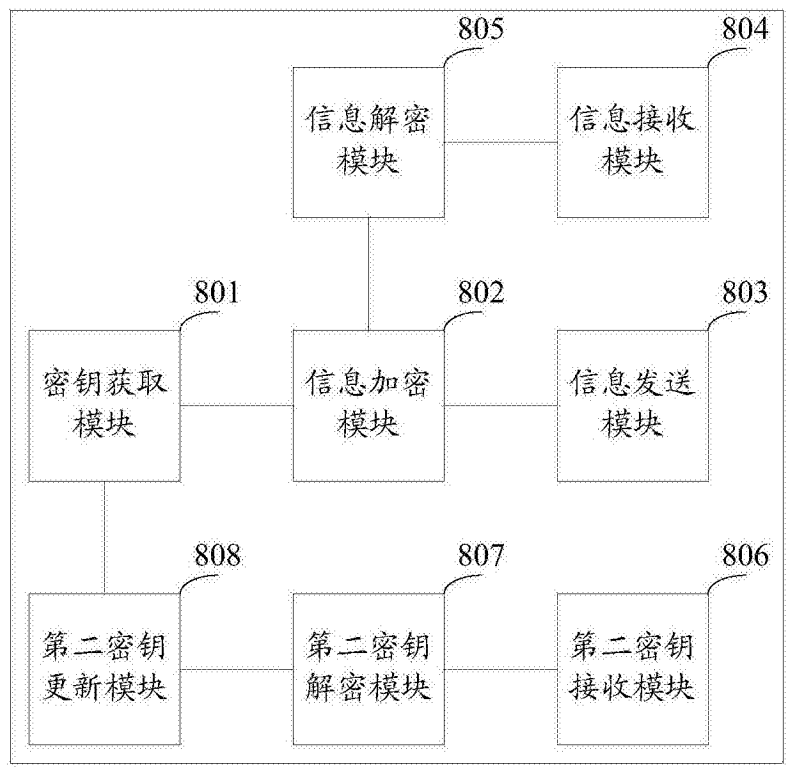 805
804
信息解密
模块
信息接收
模块
801
802
803
密钥获取
模块
信息加密
模块
信息发送
模块
808
807
806
第二密钥
更新模块
第二密钥
解密模块
第二密钥
接收模块